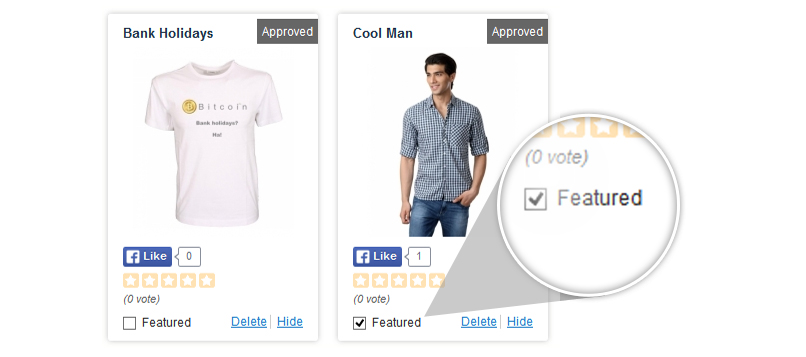 Bank Holidays
Approved
Bitcoin
Bank holidays?
Ha!
Like 0
(0 vote)
Featured Delete Hide
Cool Man
Approved
Like 1
(0 vote)
Featured Delete Hide
(0 vote)
Featured